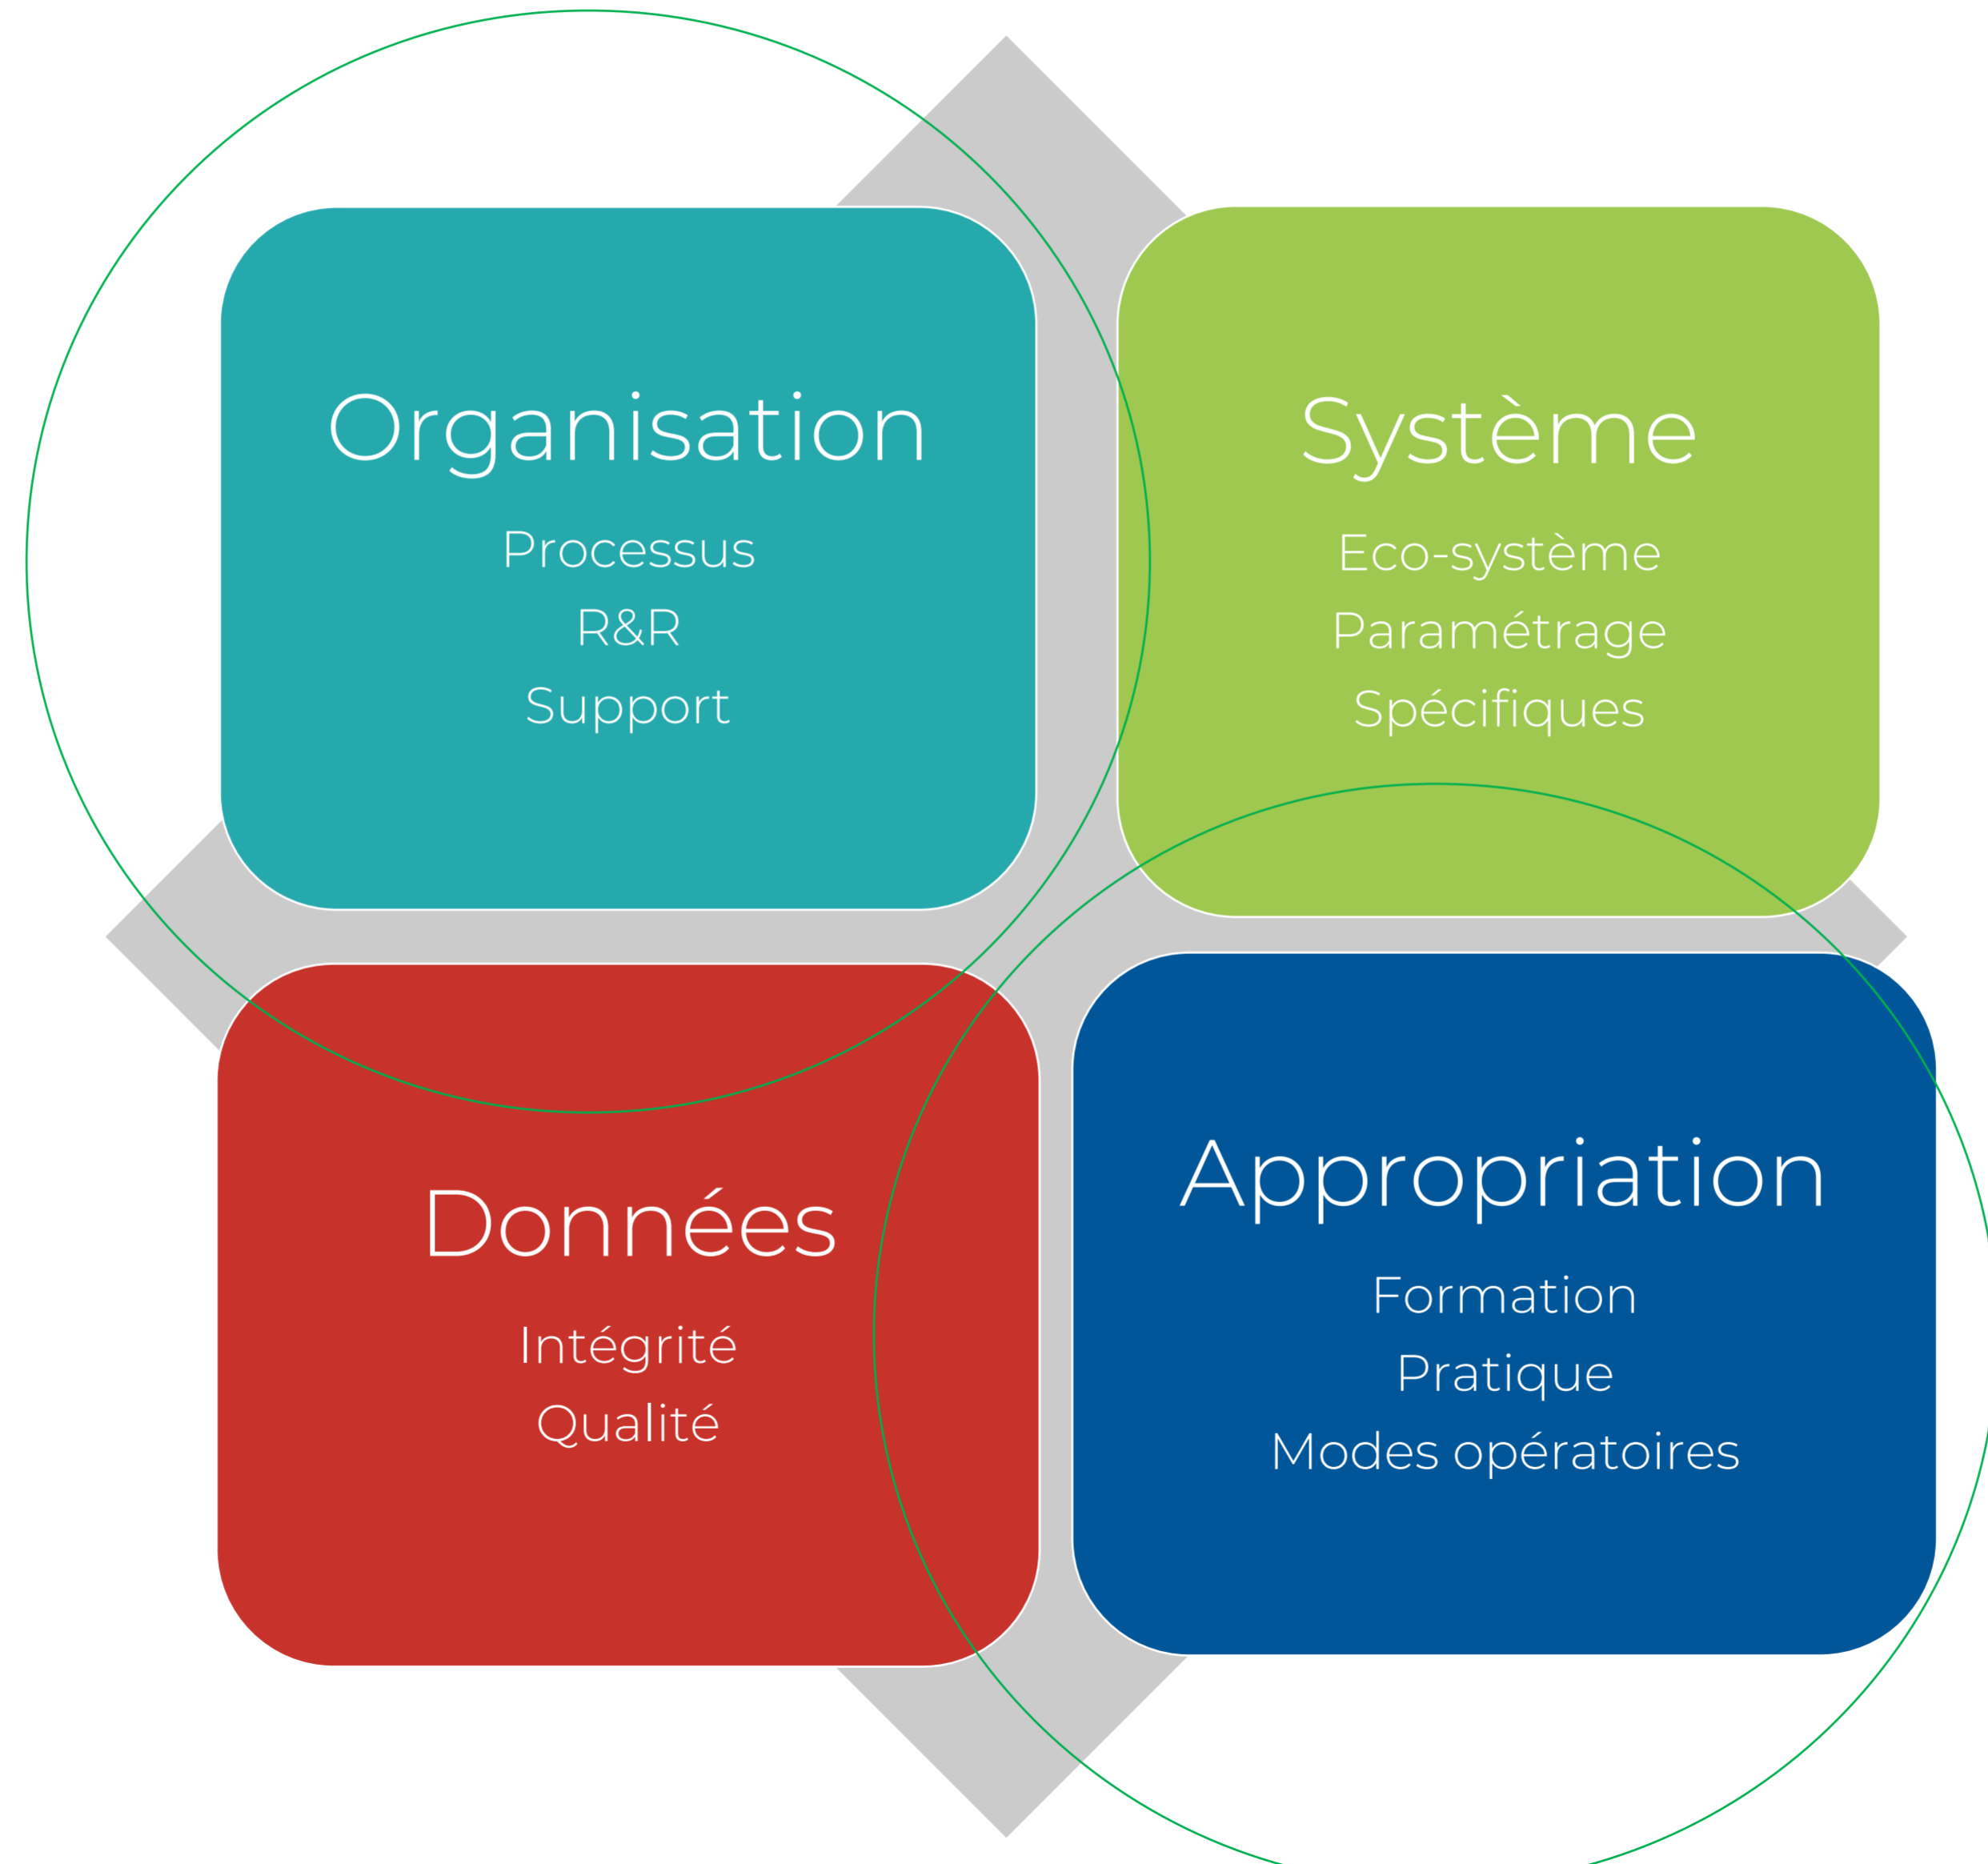 Organisation
Processus
R&R
Support
Système
Eco-système
Paramétrage
Spécifiques
Données
Intégrité
Qualité
Appropriation
Formation
Pratique
Modes opératoires